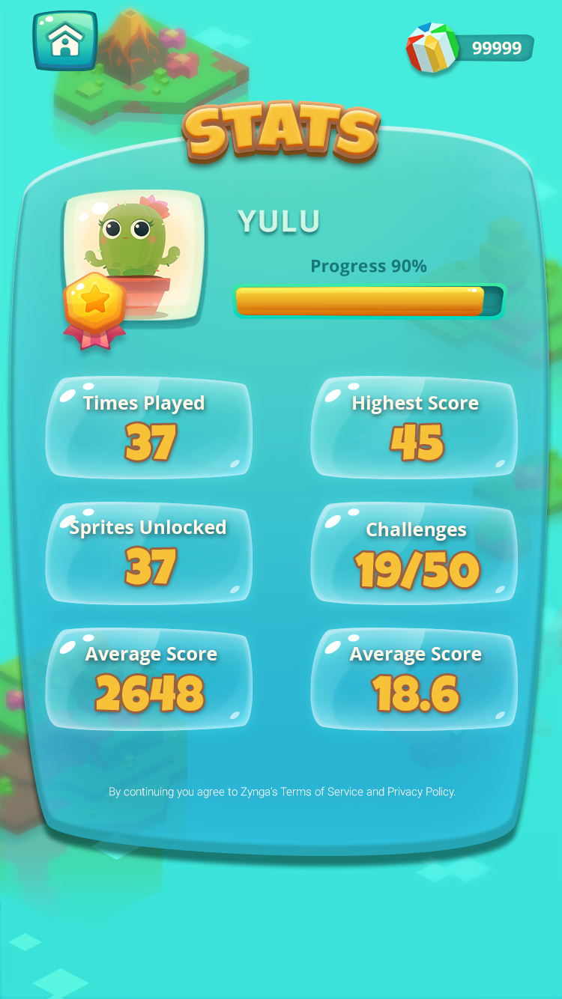 99999
STATS
YULU
Progress 90%
Times Played
37
Highest Score
45
Sprites Unlocked
37
Challenges
19/50
Average Score
2648
Average Score
18.6
By continuing you agree to Zynga's Terms of Service and Privacy Policy.